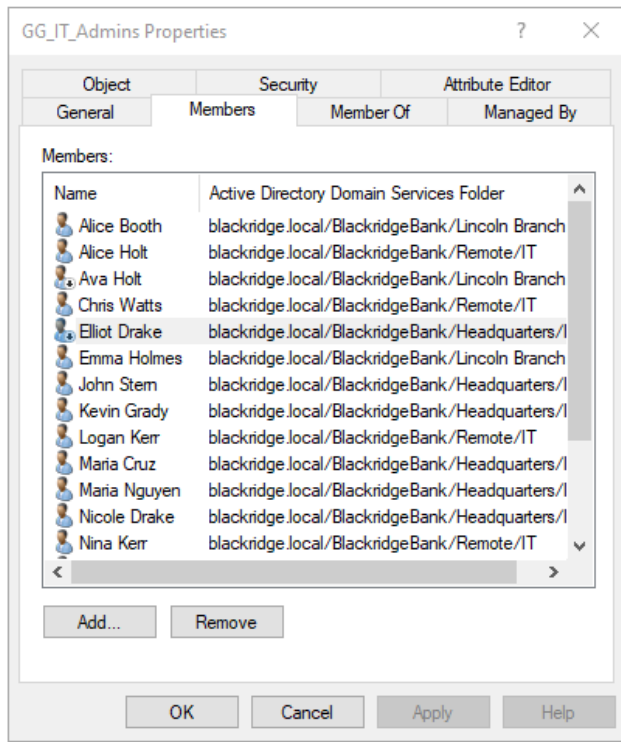 GG_IT_Admins Properties ? ×
Object Security Attribute Editor
General Members Member Of Managed By
Members:
Name Active Directory Domain Services Folder
Alice Booth blackridge.local/BlackridgeBank/Lincoln Branch
Alice Holt blackridge.local/BlackridgeBank/Remote/IT
Ava Holt blackridge.local/BlackridgeBank/Lincoln Branch
Chris Watts blackridge.local/BlackridgeBank/Remote/IT
Elliot Drake blackridge.local/BlackridgeBank/Headquarters/I
Emma Holmes blackridge.local/BlackridgeBank/Lincoln Branch
John Stern blackridge.local/BlackridgeBank/Headquarters/I
Kevin Grady blackridge.local/BlackridgeBank/Headquarters/I
Logan Kerr blackridge.local/BlackridgeBank/Remote/IT
Maria Cruz blackridge.local/BlackridgeBank/Headquarters/I
Maria Nguyen blackridge.local/BlackridgeBank/Headquarters/I
Nicole Drake blackridge.local/BlackridgeBank/Headquarters/I
Nina Kerr blackridge.local/BlackridgeBank/Remote/IT
Add... Remove
OK Cancel Apply Help